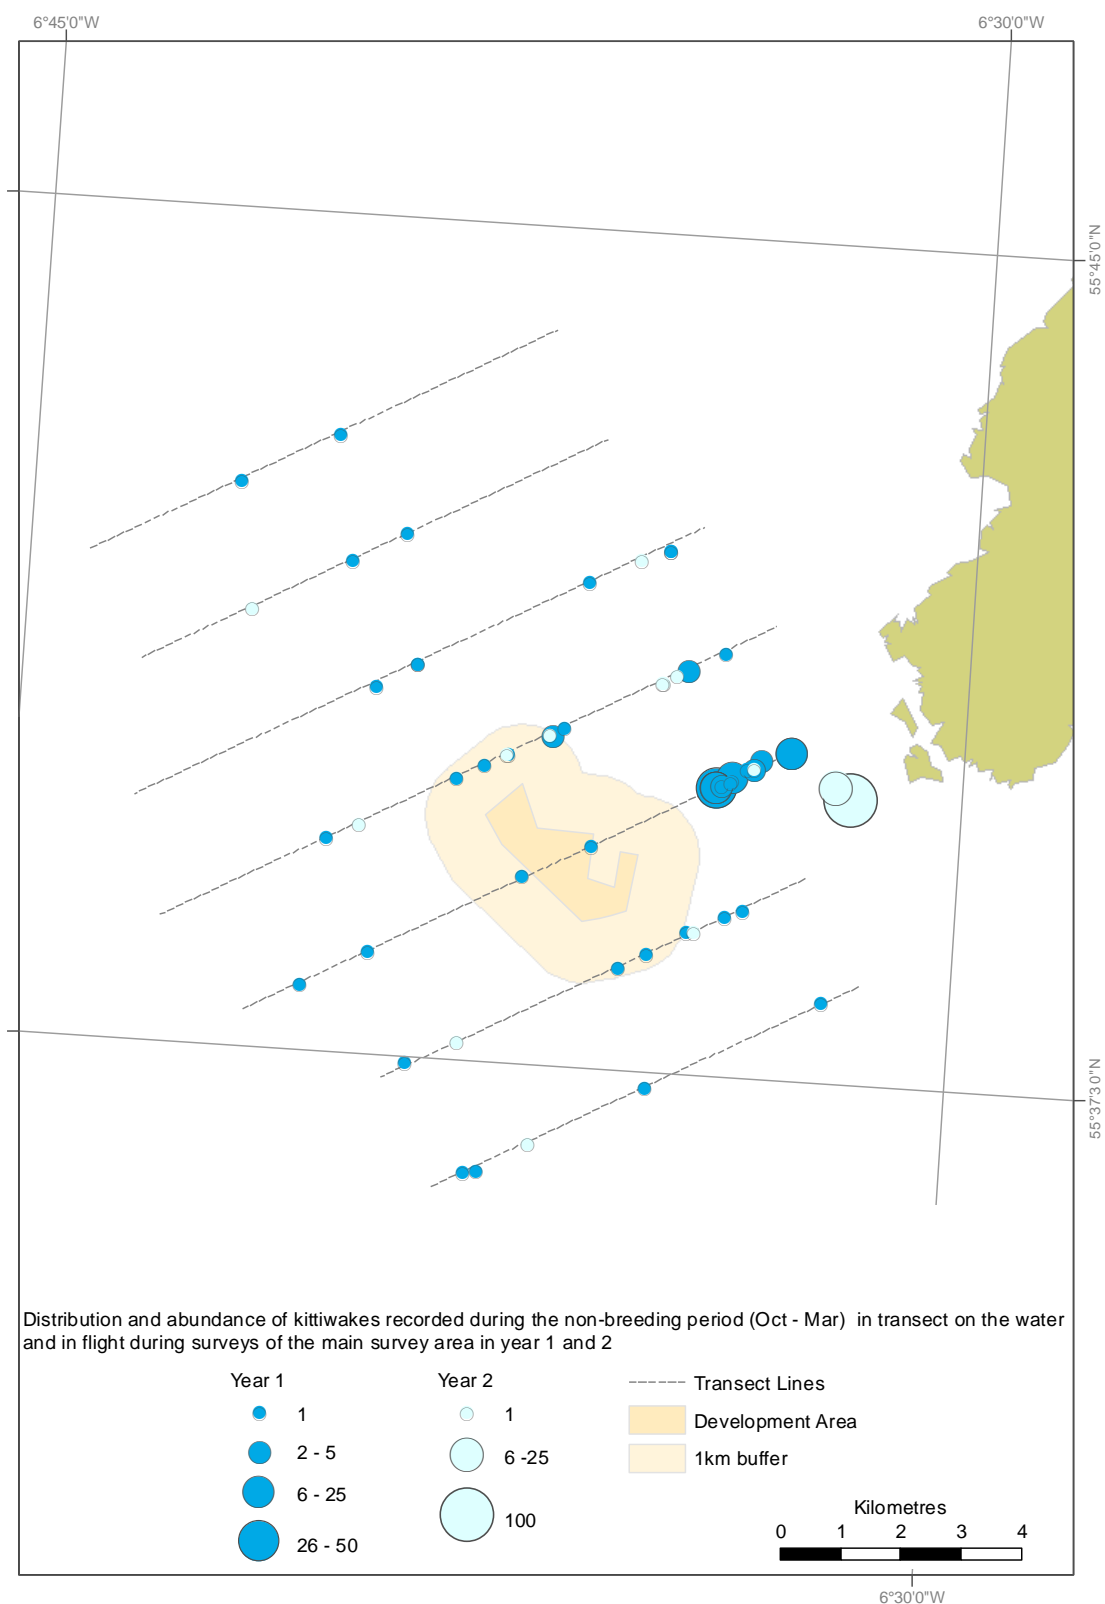 6°45'0"W
6°30'0"W
55°45'0"N
55°37'30"N
Distribution and abundance of kittiwakes recorded during the non-breeding period (Oct - Mar) in transect on the water
and in flight during surveys of the main survey area in year 1 and 2
Year 1
1
2 - 5
6 - 25
26 - 50
Year 2
1
6 -25
100
Transect Lines
Development Area
1km buffer
Kilometres
0 1 2 3 4
6°30'0"W